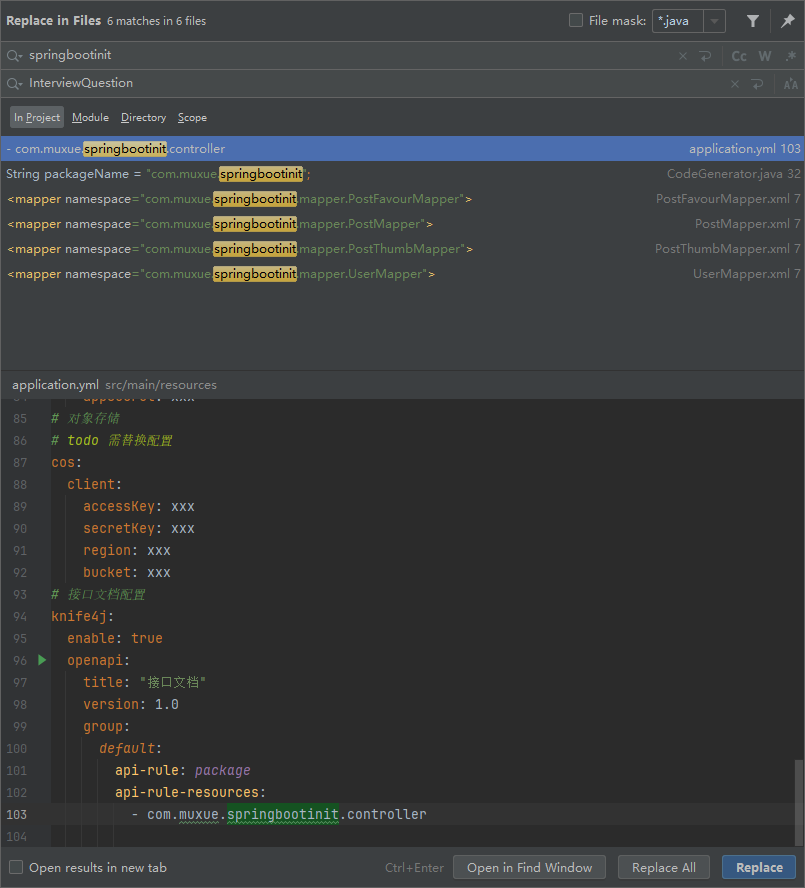 Replace in Files 6 matches in 6 files File mask: *.java
springbootinit Cc W .*
InterviewQuestion AA
In Project Module Directory Scope
- com.muxue.springbootinit.controller application.yml 103
String packageName = "com.muxue.springbootinit"; CodeGenerator.java 32
<mapper namespace="com.muxue.springbootinit.mapper.PostFavourMapper"> PostFavourMapper.xml 7
<mapper namespace="com.muxue.springbootinit.mapper.PostMapper"> PostMapper.xml 7
<mapper namespace="com.muxue.springbootinit.mapper.PostThumbMapper"> PostThumbMapper.xml 7
<mapper namespace="com.muxue.springbootinit.mapper.UserMapper"> UserMapper.xml 7
application.yml src/main/resources
85 # 对象存储
86 # todo 需替换配置
87 cos:
88 client:
89 accessKey: xxx
90 secretKey: xxx
91 region: xxx
92 bucket: xxx
93 # 接口文档配置
94 knife4j:
95 enable: true
96 openapi:
97 title: "接口文档"
98 version: 1.0
99 group:
100 default:
101 api-rule: package
102 api-rule-resources:
103 - com.muxue.springbootinit.controller
104
Open results in new tab Ctrl+Enter Open in Find Window Replace All Replace